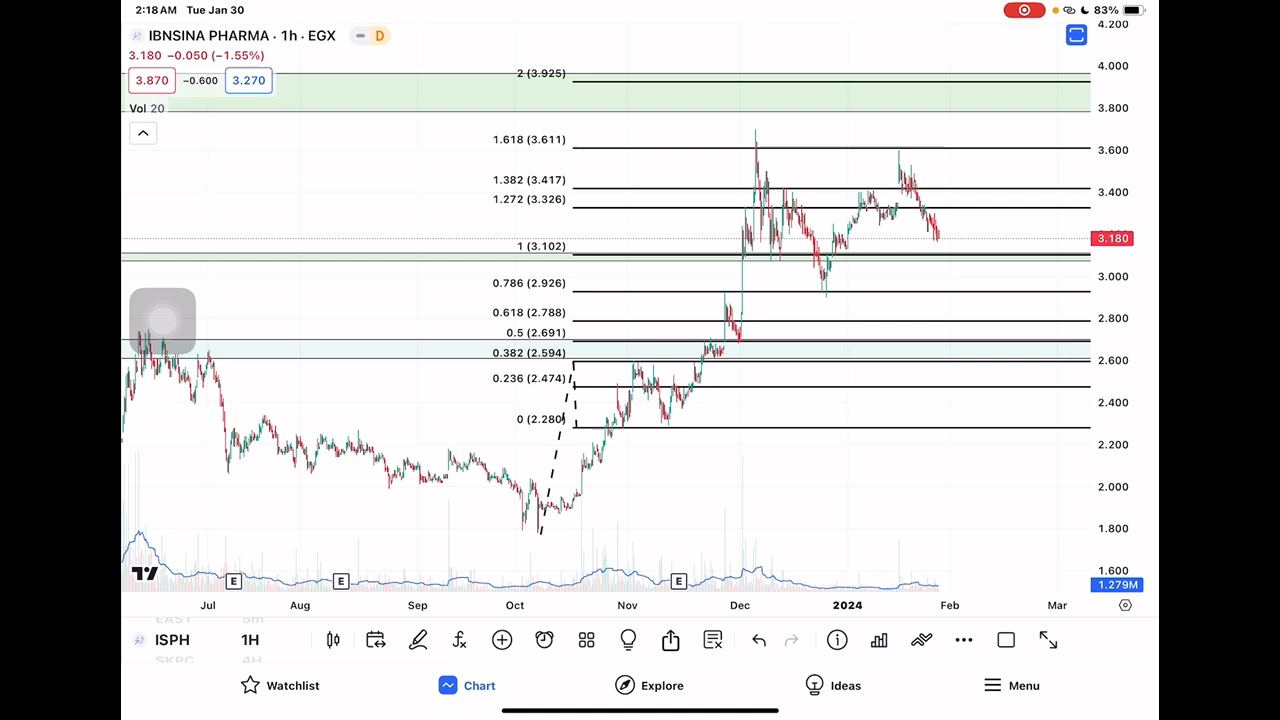 2:18 AM Tue Jan 30
83%
IBNSINA PHARMA · 1h · EGX
D
3.180 −0.050 (−1.55%)
3.870 −0.600 3.270
Vol 20
4.200
4.000
3.800
3.600
3.400
3.180
3.000
2.800
2.600
2.400
2.200
2.000
1.800
1.600
1.279M
2 (3.925)
1.618 (3.611)
1.382 (3.417)
1.272 (3.326)
1 (3.102)
0.786 (2.926)
0.618 (2.788)
0.5 (2.691)
0.382 (2.594)
0.236 (2.474)
0 (2.280)
E E E
Jul Aug Sep Oct Nov Dec 2024 Feb Mar
EAST 5m
ISPH 1H
SKPC 4H
Watchlist Chart Explore Ideas Menu